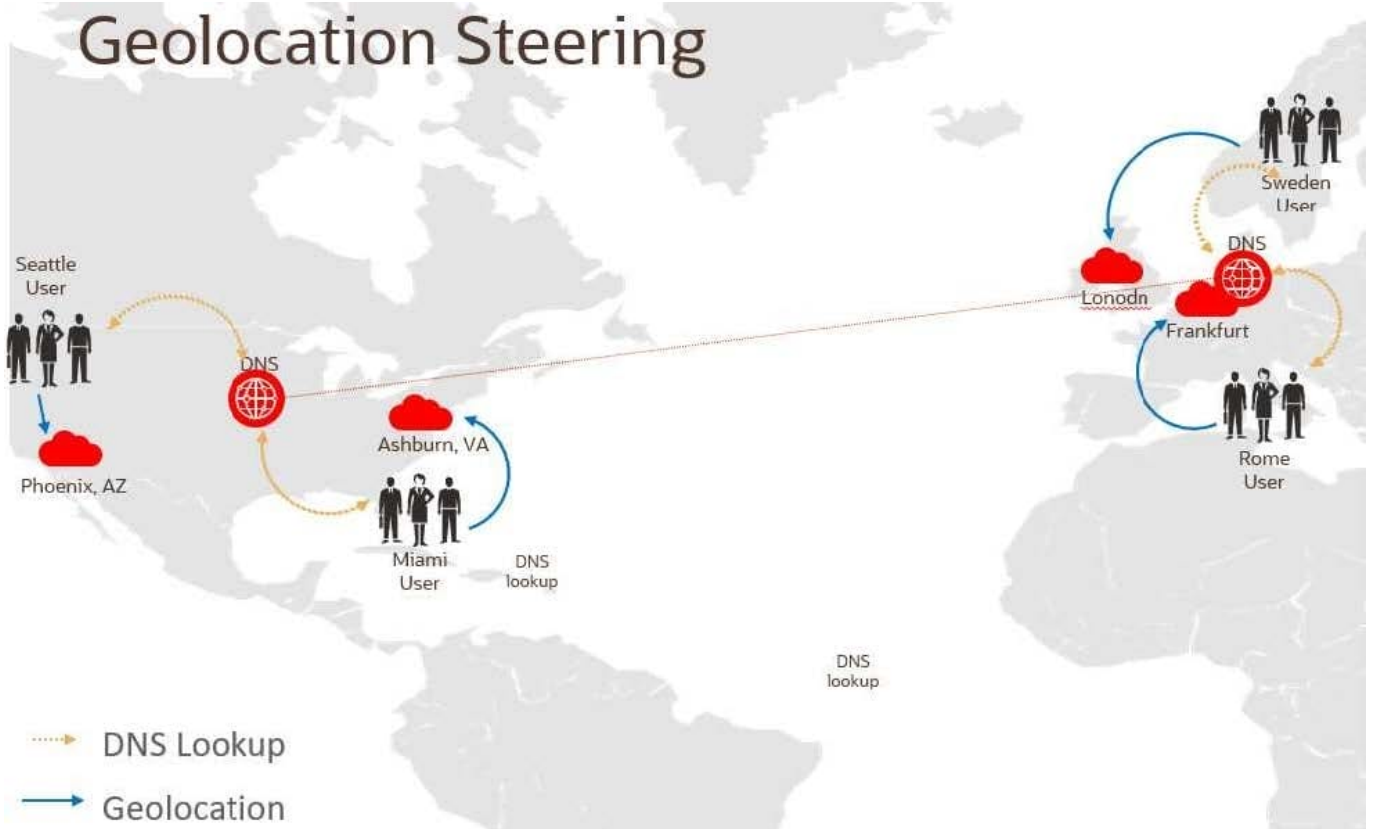 Geolocation Steering
Sweden
User
DNS
Lonodn
Frankfurt
Seattle
User
DNS
Ashburn, VA
Phoenix, AZ
Rome
User
Miami
User
DNS
lookup
DNS
lookup
DNS Lookup
Geolocation